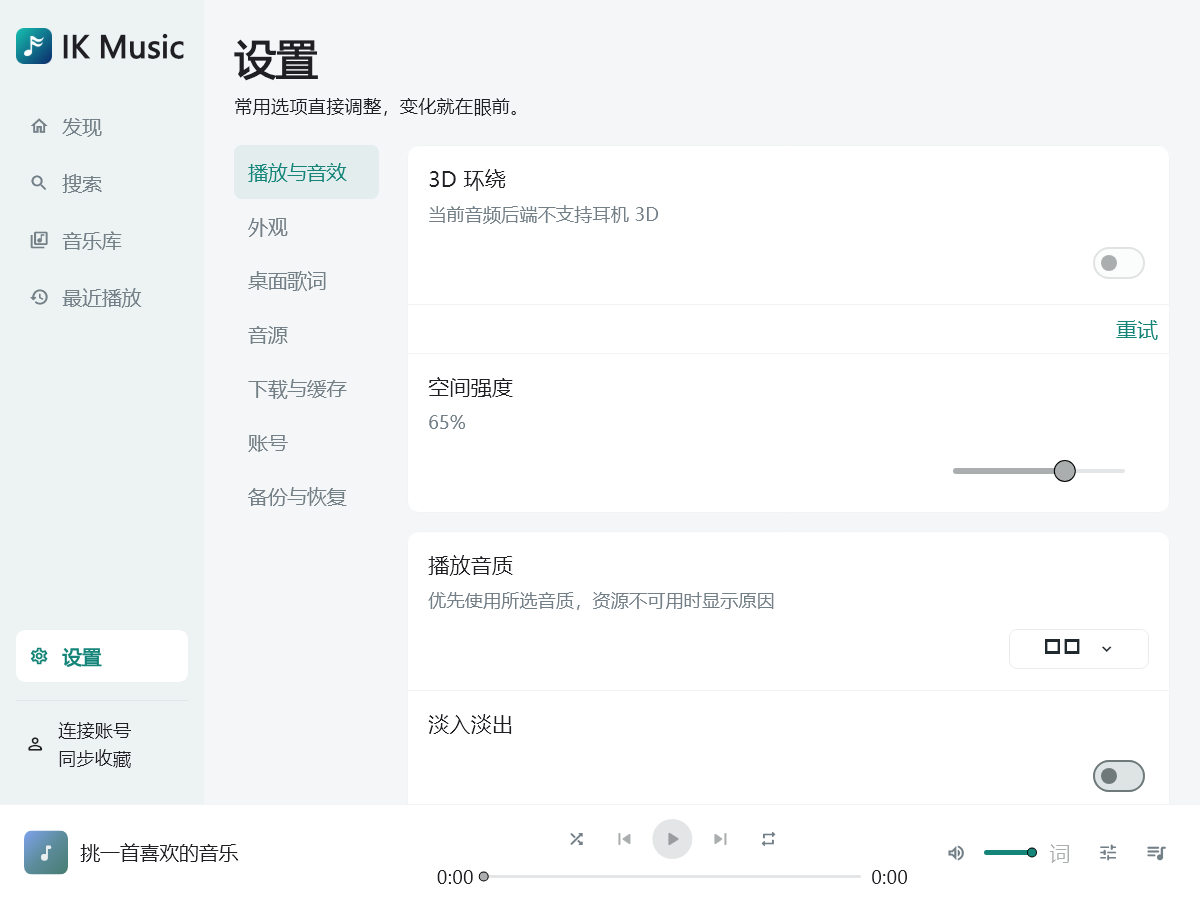 IK Music
发现
搜索
音乐库
最近播放
设置
连接账号
同步收藏
设置
常用选项直接调整，变化就在眼前。
播放与音效
外观
桌面歌词
音源
下载与缓存
账号
备份与恢复
3D 环绕
当前音频后端不支持耳机 3D
重试
空间强度
65%
播放音质
优先使用所选音质，资源不可用时显示原因
淡入淡出
挑一首喜欢的音乐
0:00
0:00
词